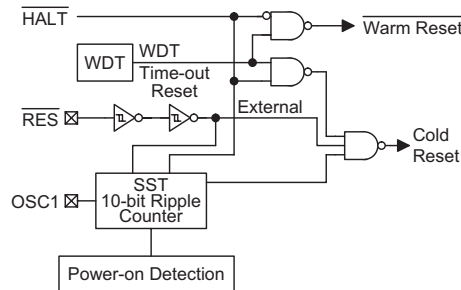 HALT
WDT
WDT
Time-out
Reset
Warm Reset
RES
External
Cold
Reset
OSC1
SST
10-bit Ripple
Counter
Power-on Detection